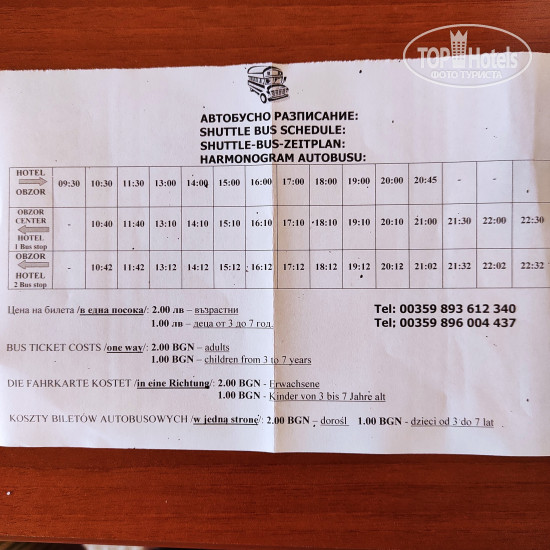 TOPHotels
ФОТО ТУРИСТА
АВТОБУСНО РАЗПИСАНИЕ:
SHUTTLE BUS SCHEDULE:
SHUTTLE-BUS-ZEITPLAN:
HARMONOGRAM AUTOBUSU:
HOTEL OBZOR 09:30 10:30 11:30 13:00 14:00 15:00 16:00 17:00 18:00 19:00 20:00 20:45 - -
OBZOR CENTER HOTEL 1 Bus stop - 10:40 11:40 13:10 14:10 15:10 16:10 17:10 18:10 19:10 20:10 21:00 21:30 22:00 22:30
OBZOR HOTEL 2 Bus stop - 10:42 11:42 13:12 14:12 15:12 16:12 17:12 18:12 19:12 20:12 21:02 21:32 22:02 22:32
Цена на билета /в една посока/: 2.00 лв – възрастни
1.00 лв – деца от 3 до 7 год.
Tel: 00359 893 612 340
Tel: 00359 896 004 437
BUS TICKET COSTS /one way/: 2.00 BGN – adults
1.00 BGN – children from 3 to 7 years
DIE FAHRKARTE KOSTET /in eine Richtung/: 2.00 BGN - Erwachsene
1.00 BGN - Kinder von 3 bis 7 Jahre alt
KOSZTY BILETÓW AUTOBUSOWYCH /w jedną stronę/: 2.00 BGN - dorośl 1.00 BGN - dzieci od 3 do 7 lat